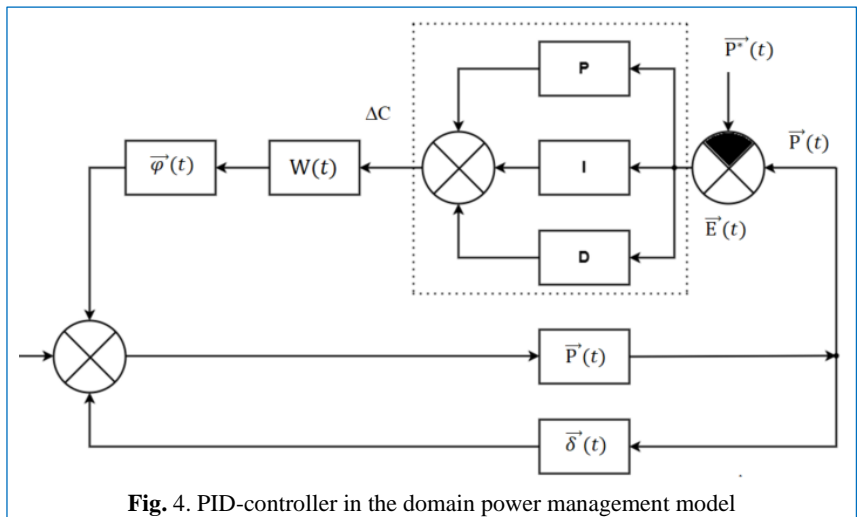 P
P*⃗(t)
ΔC
P⃗(t)
φ⃗(t)
W(t)
I
E⃗(t)
D
P⃗(t)
δ⃗(t)
Fig. 4. PID-controller in the domain power management model